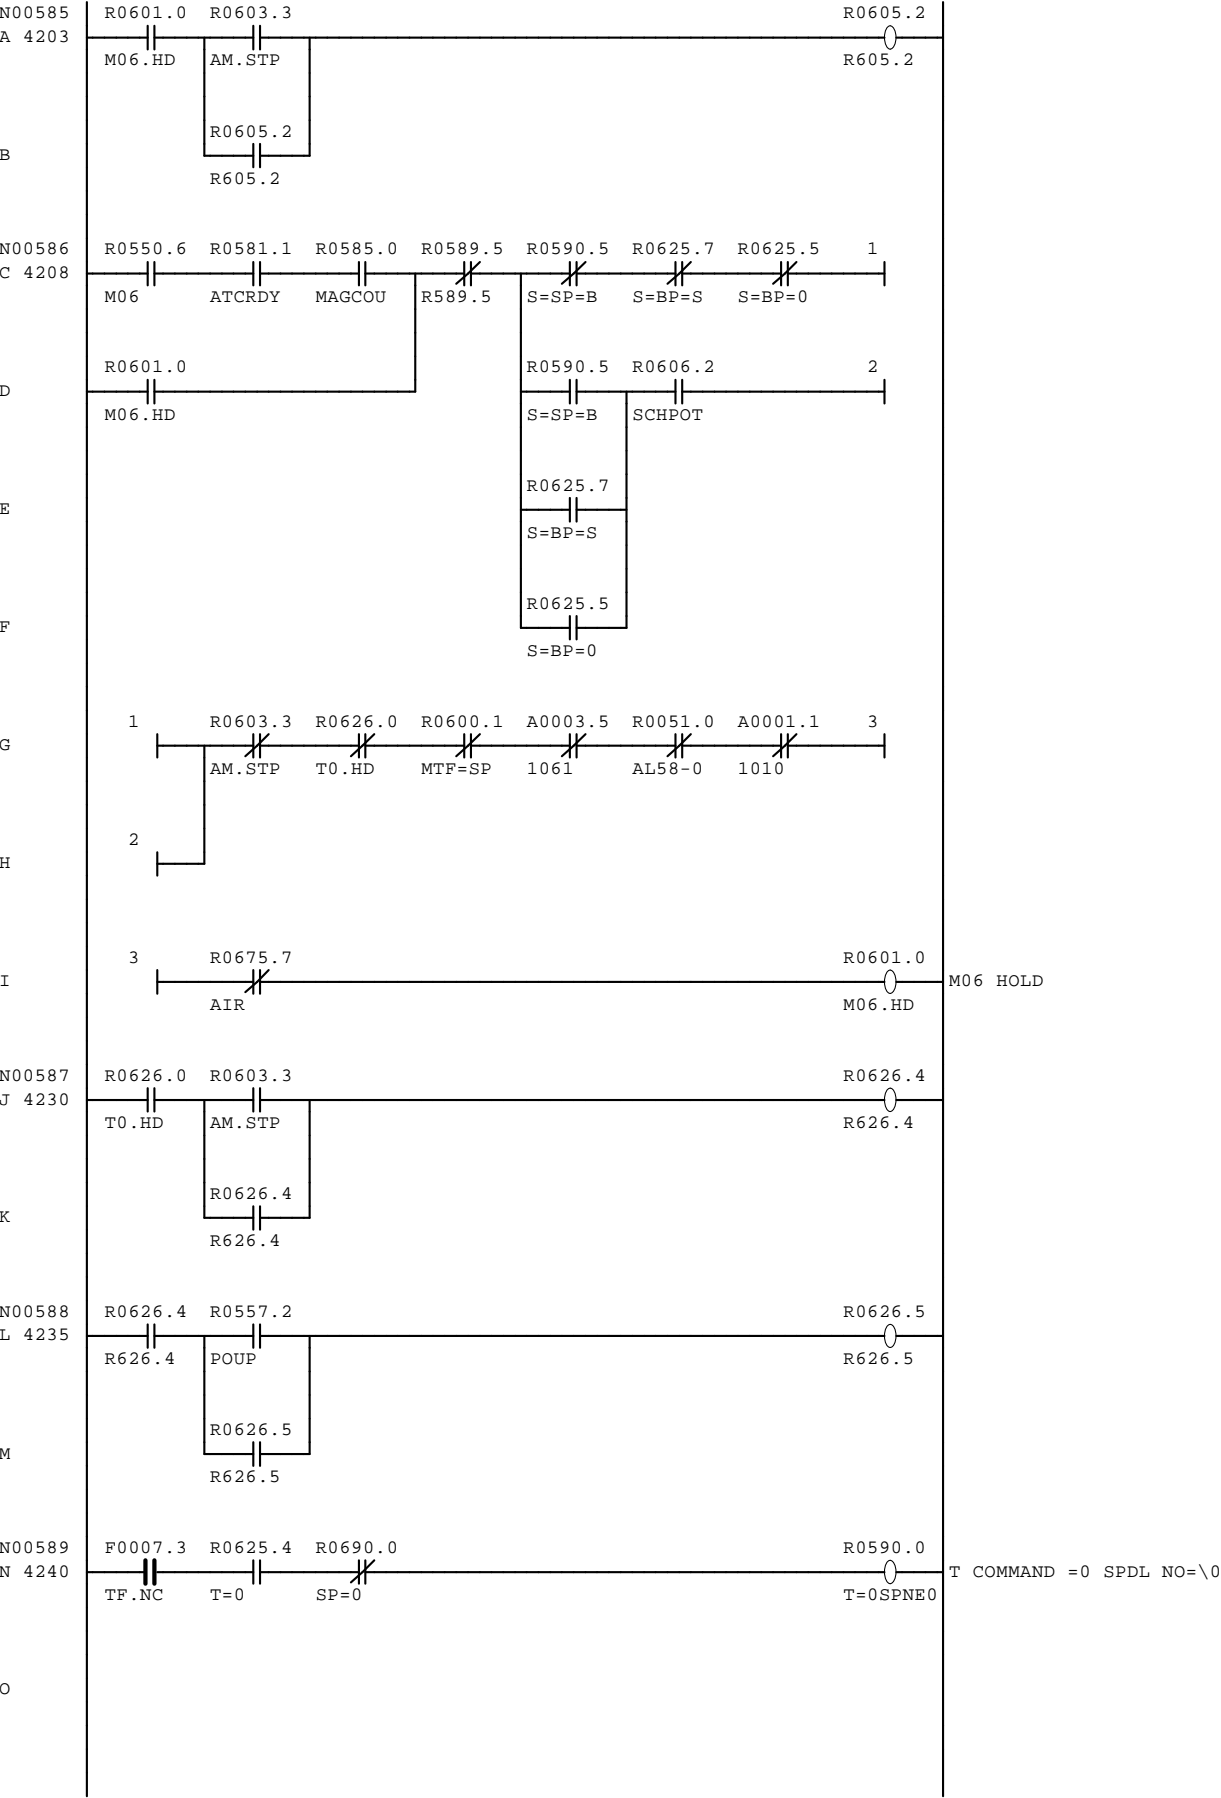 N00585 R0601.0 R0603.3 R0605.2
A 4203
M06.HD AM.STP R605.2
R0605.2
B
R605.2
N00586 R0550.6 R0581.1 R0585.0 R0589.5 R0590.5 R0625.7 R0625.5 1
C 4208
M06 ATCRDY MAGCOU R589.5 S=SP=B S=BP=S S=BP=0
R0601.0 R0590.5 R0606.2 2
D
M06.HD S=SP=B SCHPOT
R0625.7
E
S=BP=S
R0625.5
F
S=BP=0
1 R0603.3 R0626.0 R0600.1 A0003.5 R0051.0 A0001.1 3
G
AM.STP T0.HD MTF=SP 1061 AL58-0 1010
2
H
3 R0675.7 R0601.0
I M06 HOLD
AIR M06.HD
N00587 R0626.0 R0603.3 R0626.4
J 4230
T0.HD AM.STP R626.4
R0626.4
K
R626.4
N00588 R0626.4 R0557.2 R0626.5
L 4235
R626.4 POUP R626.5
R0626.5
M
R626.5
N00589 F0007.3 R0625.4 R0690.0 R0590.0
N 4240 T COMMAND =0 SPDL NO=\0
TF.NC T=0 SP=0 T=0SPNE0
O